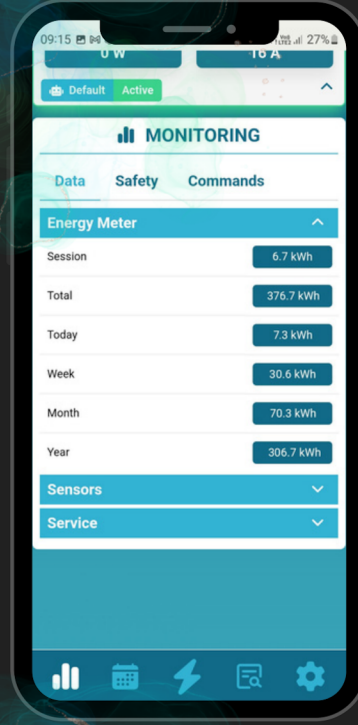 09:15 27%
0 W 16 A
Default Active
MONITORING
Data Safety Commands
Energy Meter
Session 6.7 kWh
Total 376.7 kWh
Today 7.3 kWh
Week 30.6 kWh
Month 70.3 kWh
Year 306.7 kWh
Sensors
Service